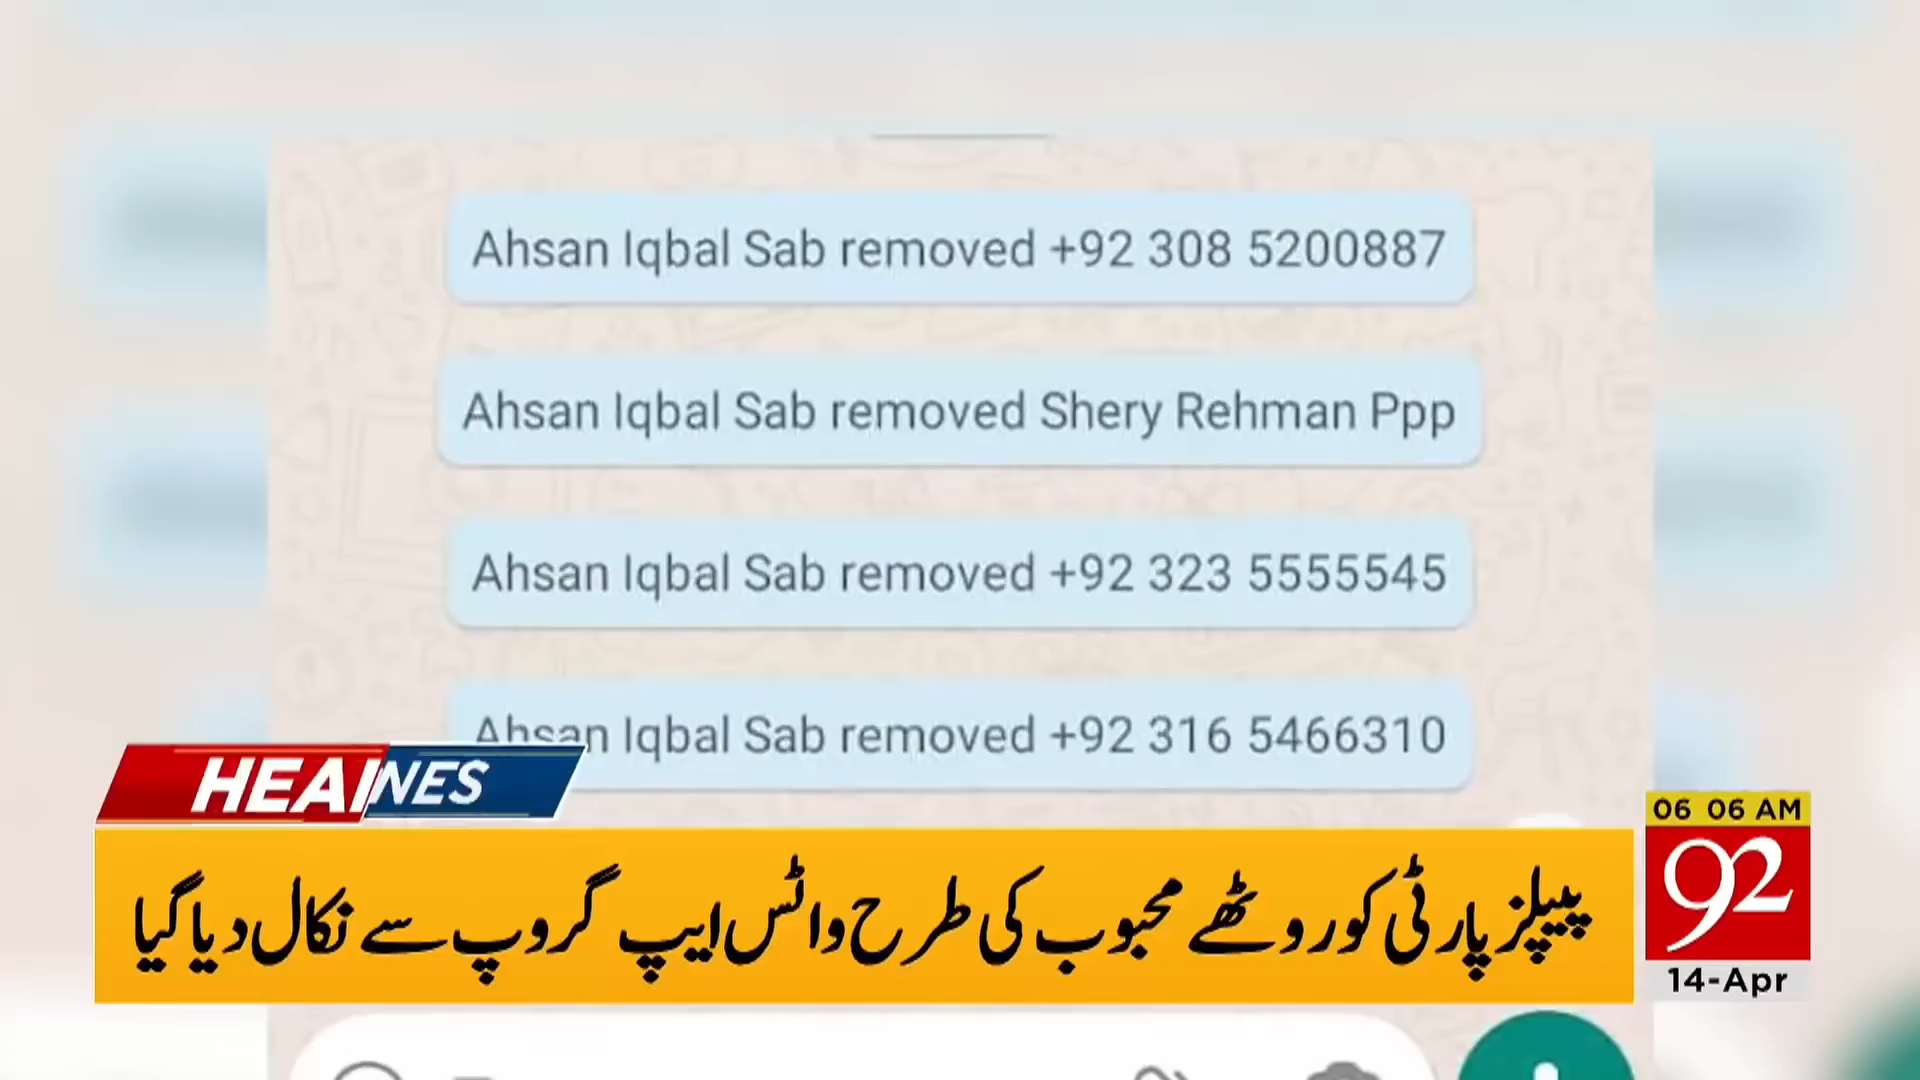 Ahsan Iqbal Sab removed +92 308 5200887
Ahsan Iqbal Sab removed Shery Rehman Ppp
Ahsan Iqbal Sab removed +92 323 5555545
Ahsan Iqbal Sab removed +92 316 5466310
HEADLINES
پیپلز پارٹی کو روٹھے محبوب کی طرح واٹس ایپ گروپ سے نکال دیا گیا
06 06 AM
92
14-Apr